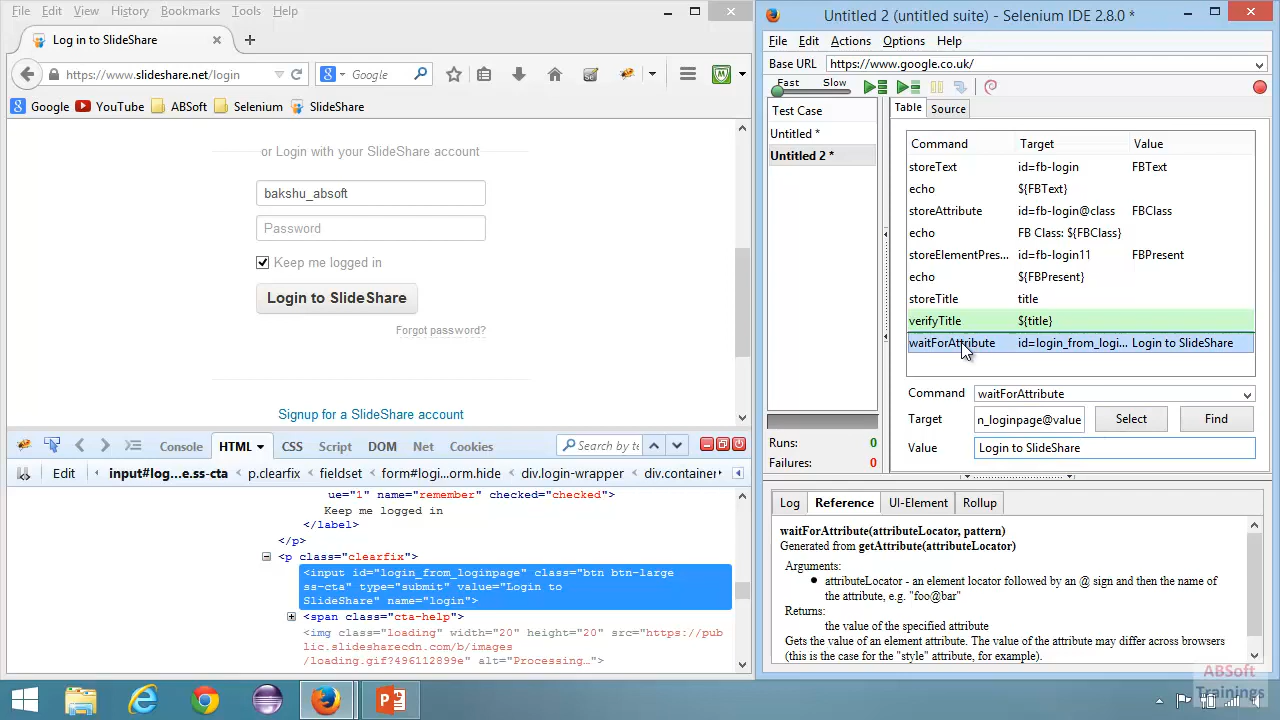 File Edit View History Bookmarks Tools Help
Log in to SlideShare
https://www.slideshare.net/login
Google
Google YouTube ABSoft Selenium SlideShare
or Login with your SlideShare account
bakshu_absoft
Password
Keep me logged in
Login to SlideShare
Forgot password?
Signup for a SlideShare account
Console HTML CSS Script DOM Net Cookies
Search by te
Edit input#log...e.ss-cta p.clearfix fieldset form#logi...orm.hide div.login-wrapper div.container
ue="1" name="remember" checked="checked">
Keep me logged in
</label>
</p>
<p class="clearfix">
<input id="login_from_loginpage" class="btn btn-large
ss-cta" type="submit" value="Login to
SlideShare" name="login">
<span class="cta-help">
<img class="loading" width="20" height="20" src="https://pub
lic.slidesharecdn.com/b/images
/loading.gif?496112899e" alt="Processing…">
Untitled 2 (untitled suite) - Selenium IDE 2.8.0 *
File Edit Actions Options Help
Base URL https://www.google.co.uk/
Fast Slow
Test Case
Untitled *
Untitled 2 *
Runs: 0
Failures: 0
Table Source
Command Target Value
storeText id=fb-login FBText
echo ${FBText}
storeAttribute id=fb-login@class FBClass
echo FB Class: ${FBClass}
storeElementPres... id=fb-login11 FBPresent
echo ${FBPresent}
storeTitle title
verifyTitle ${title}
waitForAttribute id=login_from_logi... Login to SlideShare
Command waitForAttribute
Target n_loginpage@value Select Find
Value Login to SlideShare
Log Reference UI-Element Rollup
waitForAttribute(attributeLocator, pattern)
Generated from getAttribute(attributeLocator)
Arguments:
attributeLocator - an element locator followed by an @ sign and then the name of
the attribute, e.g. "foo@bar"
Returns:
the value of the specified attribute
Gets the value of an element attribute. The value of the attribute may differ across browsers
(this is the case for the "style" attribute, for example).
ABSoft
Trainings